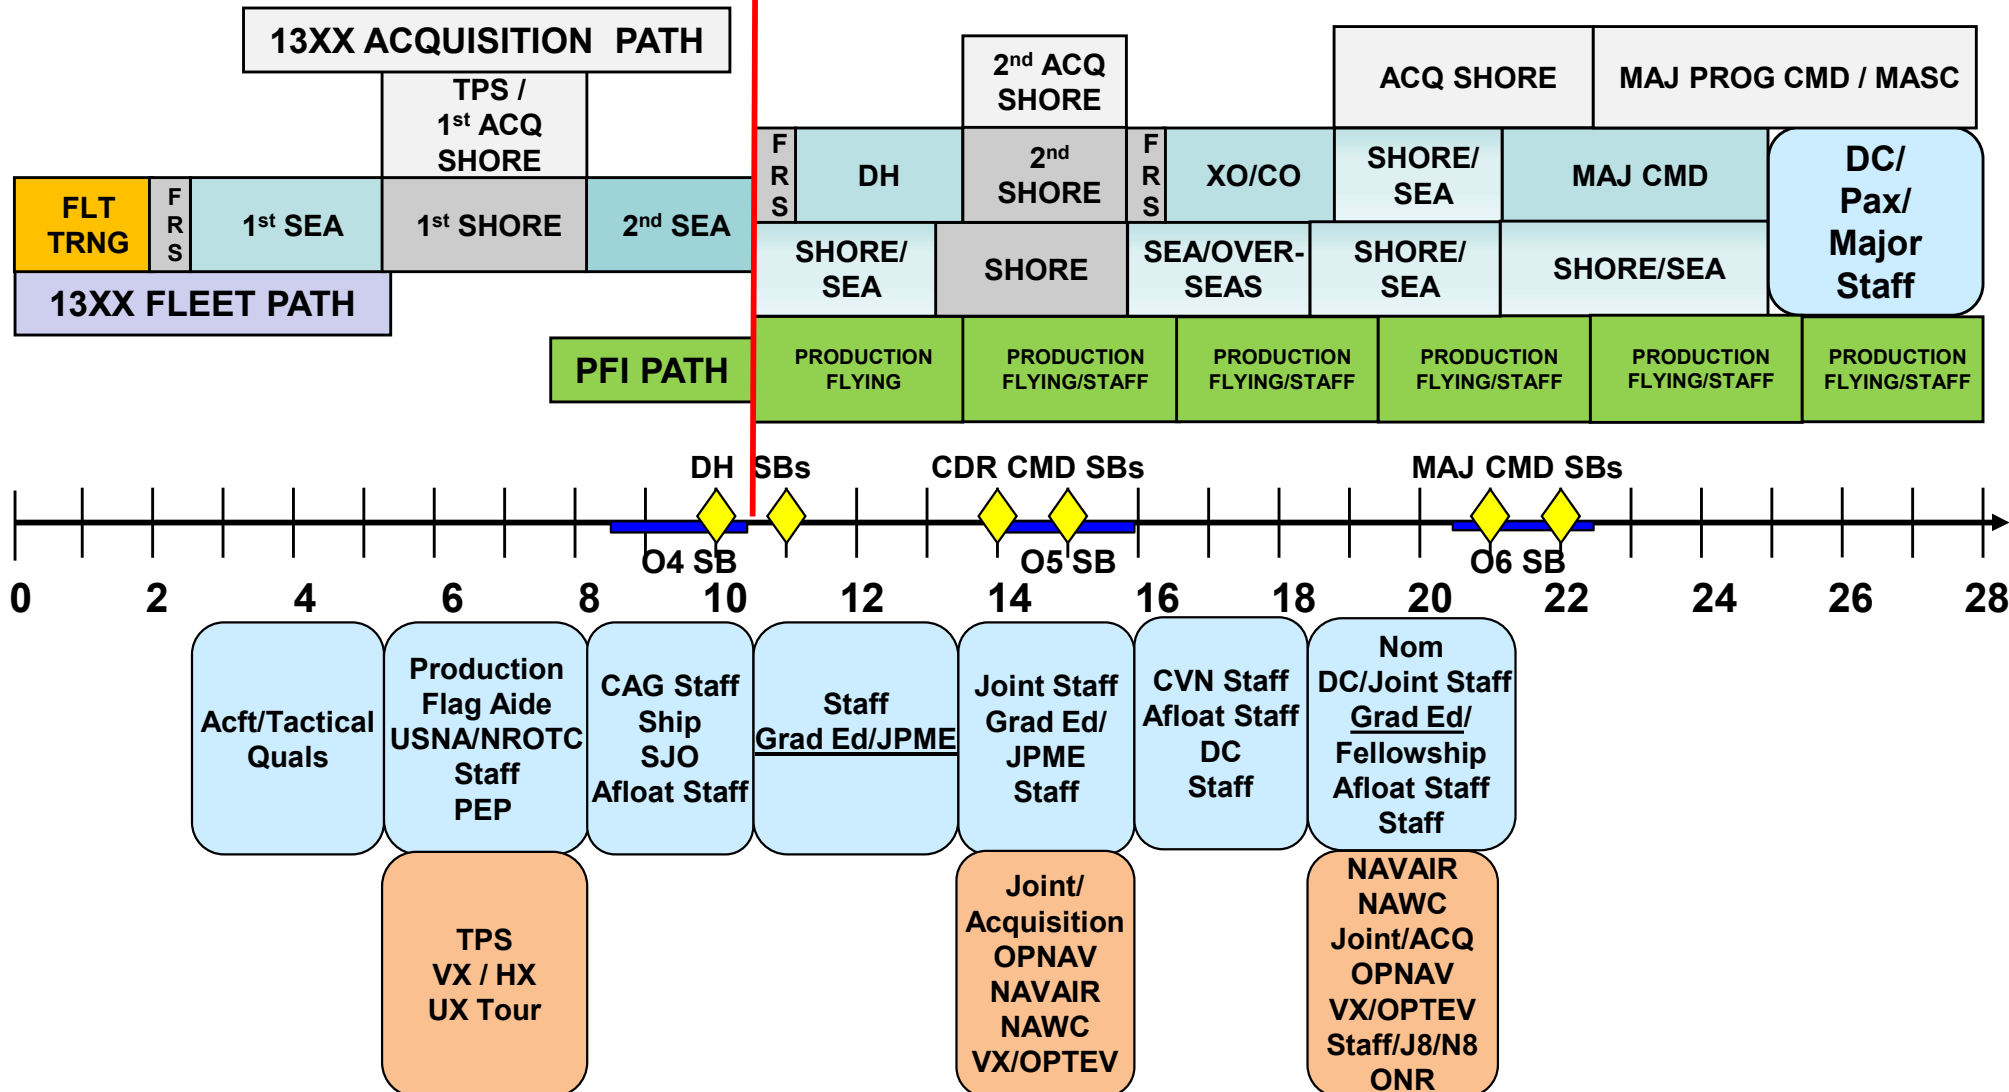 13XX ACQUISITION PATH
TPS /
1st ACQ
SHORE
2nd ACQ
SHORE
ACQ SHORE
MAJ PROG CMD / MASC
FLT
TRNG
F
R
S
1st SEA
1st SHORE
2nd SEA
F
R
S
DH
2nd
SHORE
F
R
S
XO/CO
SHORE/
SEA
MAJ CMD
DC/
Pax/
Major
Staff
13XX FLEET PATH
SHORE/
SEA
SHORE
SEA/OVER-
SEAS
SHORE/
SEA
SHORE/SEA
PFI PATH
PRODUCTION
FLYING
PRODUCTION
FLYING/STAFF
PRODUCTION
FLYING/STAFF
PRODUCTION
FLYING/STAFF
PRODUCTION
FLYING/STAFF
PRODUCTION
FLYING/STAFF
DH SBs
CDR CMD SBs
MAJ CMD SBs
O4 SB
O5 SB
O6 SB
0 2 4 6 8 10 12 14 16 18 20 22 24 26 28
Acft/Tactical
Quals
Production
Flag Aide
USNA/NROTC
Staff
PEP
CAG Staff
Ship
SJO
Afloat Staff
Staff
Grad Ed/JPME
Joint Staff
Grad Ed/
JPME
Staff
CVN Staff
Afloat Staff
DC
Staff
Nom
DC/Joint Staff
Grad Ed/
Fellowship
Afloat Staff
Staff
TPS
VX / HX
UX Tour
Joint/
Acquisition
OPNAV
NAVAIR
NAWC
VX/OPTEV
NAVAIR
NAWC
Joint/ACQ
OPNAV
VX/OPTEV
Staff/J8/N8
ONR